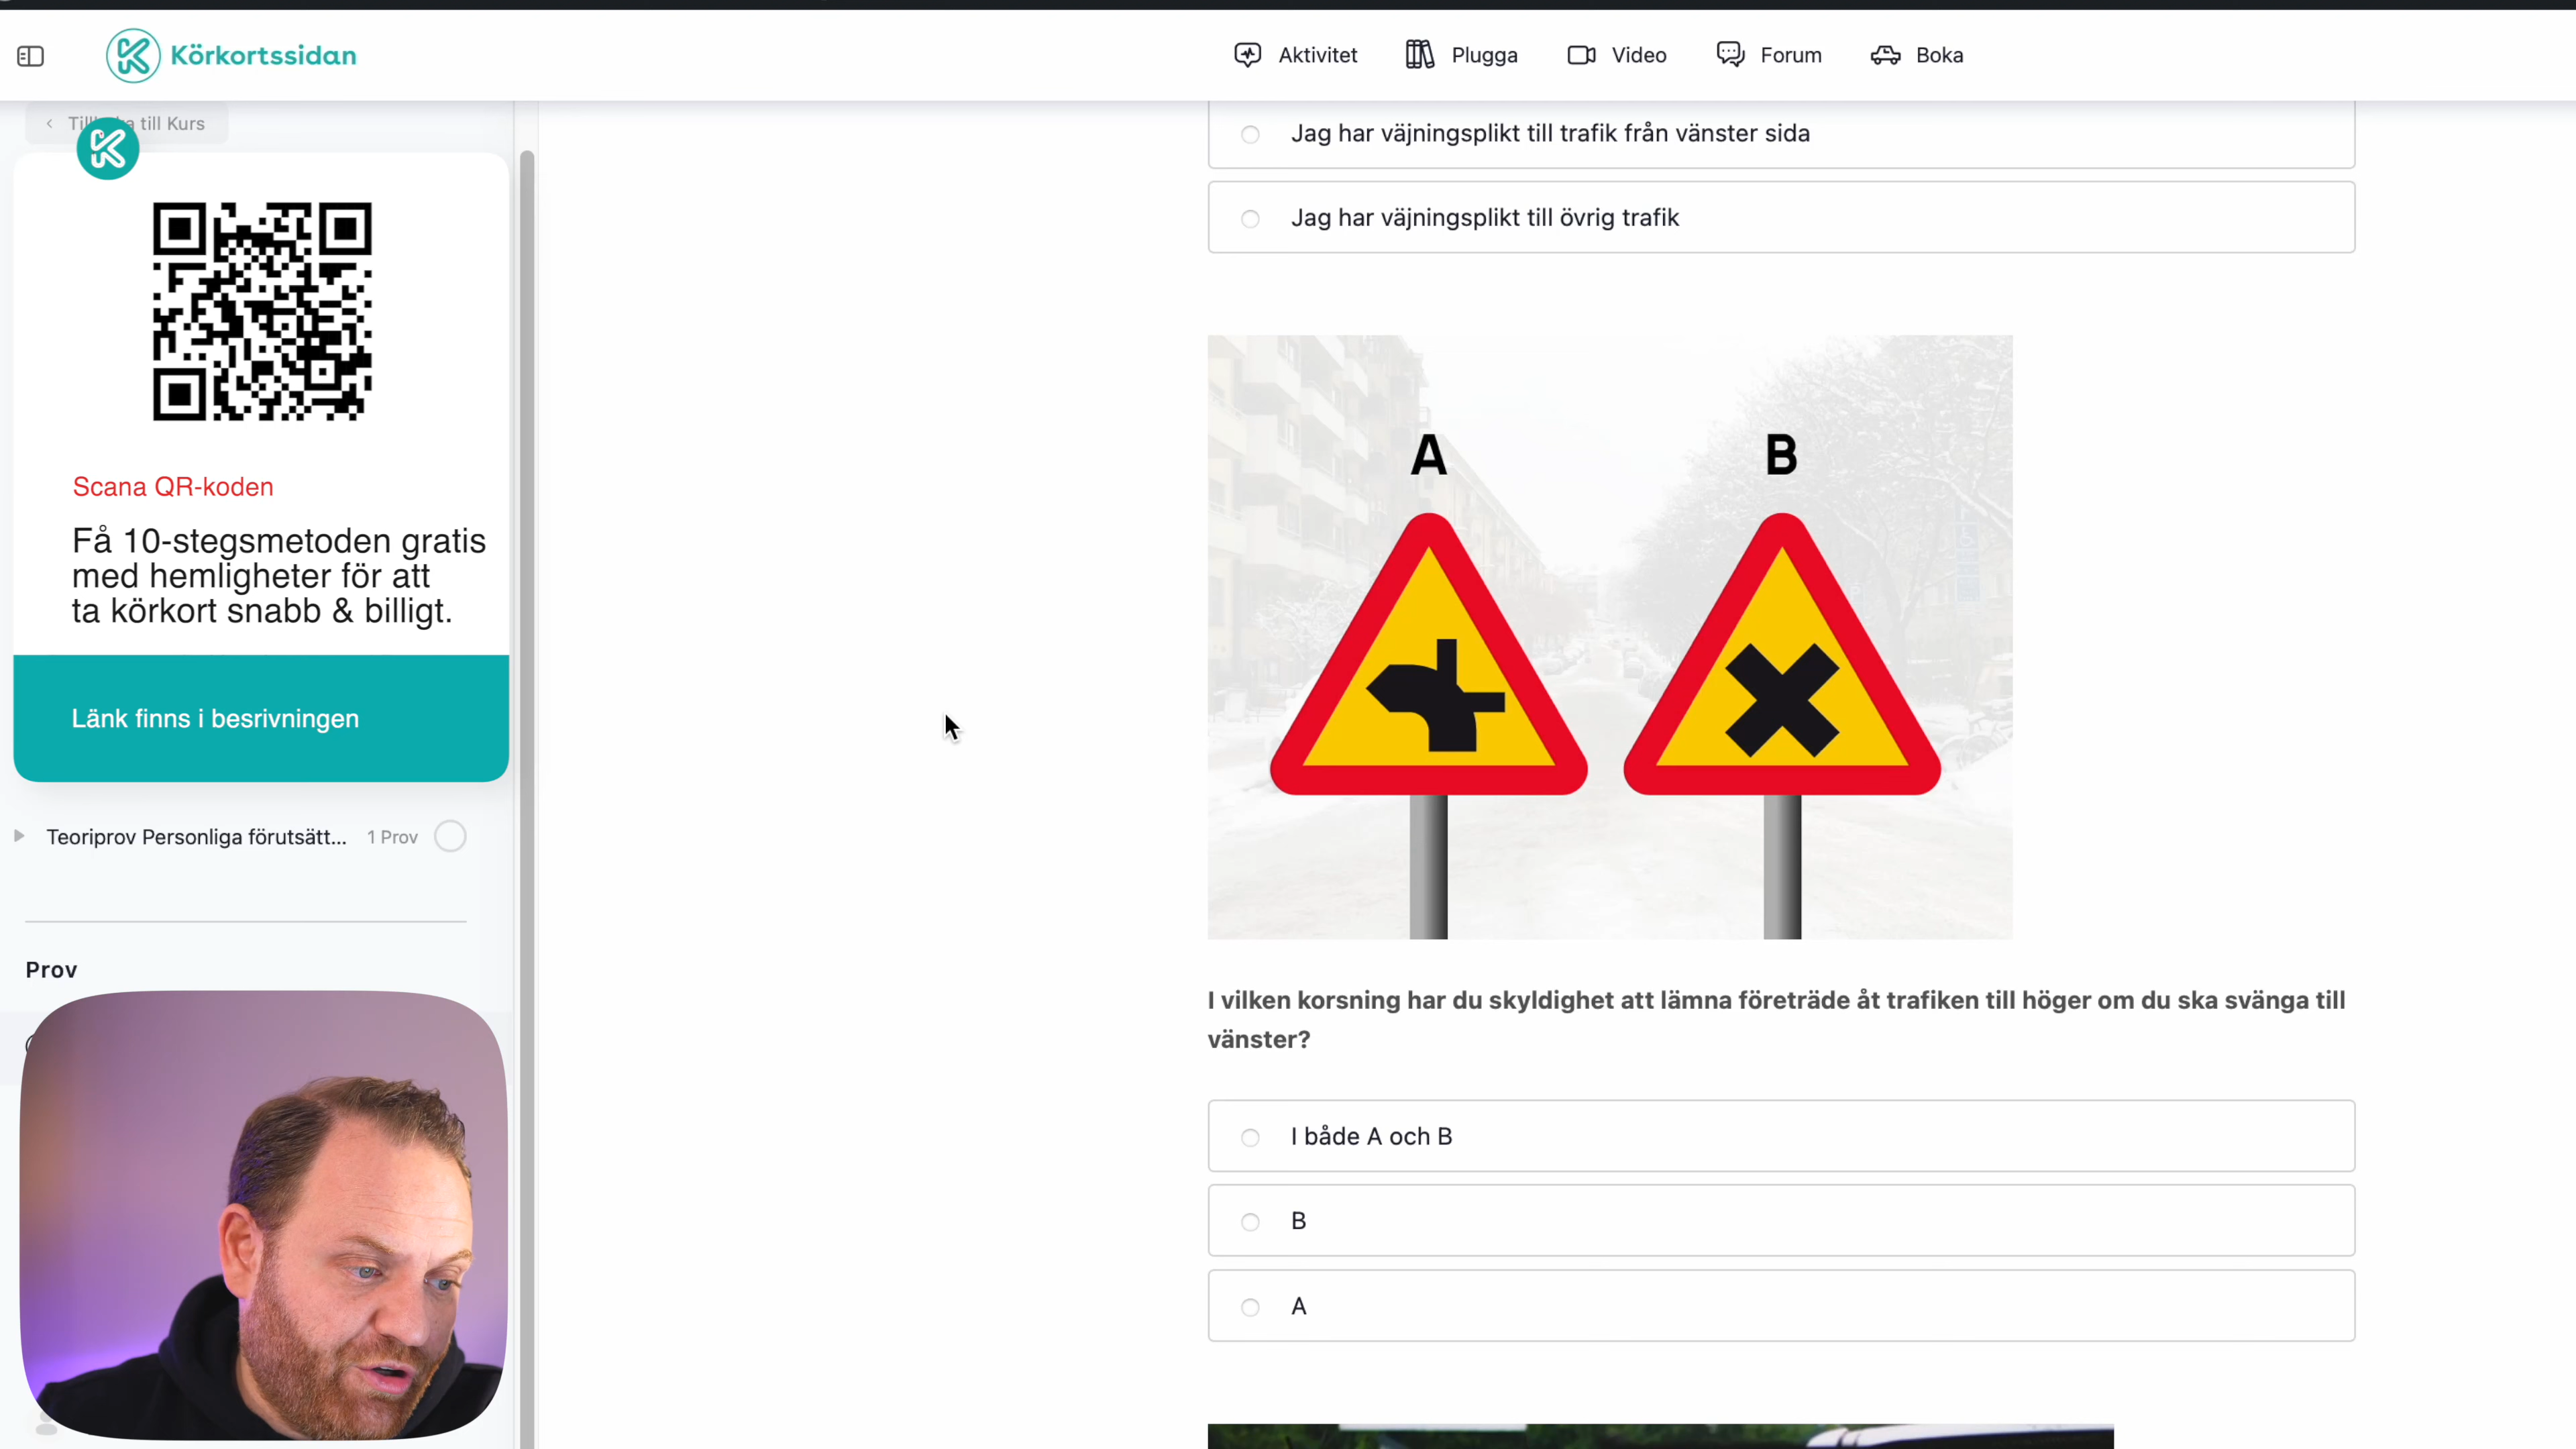 Körkortssidan
Aktivitet
Plugga
Video
Forum
Boka
till Kurs
Scana QR-koden
Få 10-stegsmetoden gratis
med hemligheter för att
ta körkort snabb & billigt.
Länk finns i besrivningen
Teoriprov Personliga förutsätt... 1 Prov
Prov
Jag har väjningsplikt till trafik från vänster sida
Jag har väjningsplikt till övrig trafik
A
B
I vilken korsning har du skyldighet att lämna företräde åt trafiken till höger om du ska svänga till
vänster?
I både A och B
B
A